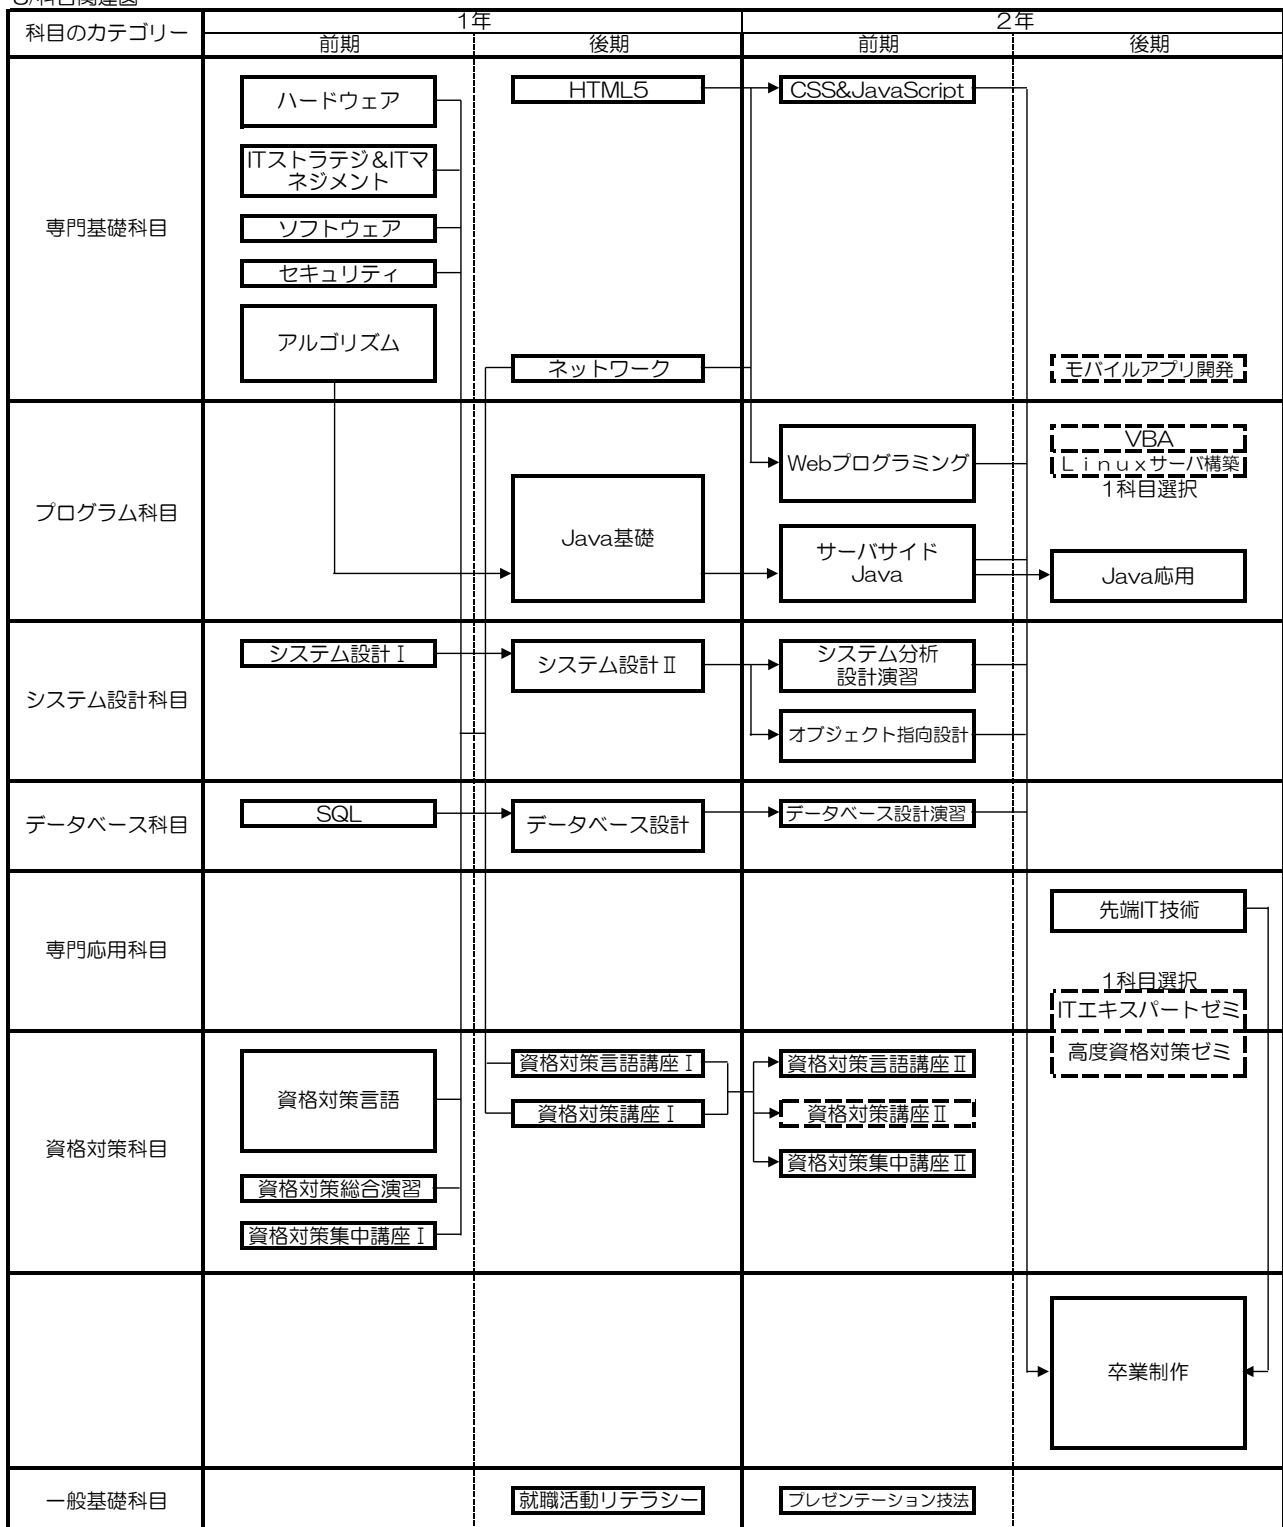 科目関連図
科目のカテゴリー
1年
2年
前期
後期
前期
後期
専門基礎科目
ハードウェア
HTML5
CSS&JavaScript
ITストラテジ&ITマ
ネジメント
ソフトウェア
セキュリティ
アルゴリズム
ネットワーク
モバイルアプリ開発
プログラム科目
Java基礎
Webプログラミング
サーバサイド
Java
VBA
Linuxサーバ構築
1科目選択
Java応用
システム設計科目
システム設計Ⅰ
システム設計Ⅱ
システム分析
設計演習
オブジェクト指向設計
データベース科目
SQL
データベース設計
データベース設計演習
専門応用科目
先端IT技術
1科目選択
ITエキスパートゼミ
高度資格対策ゼミ
資格対策科目
資格対策言語
資格対策総合演習
資格対策集中講座Ⅰ
資格対策言語講座Ⅰ
資格対策講座Ⅰ
資格対策言語講座Ⅱ
資格対策講座Ⅱ
資格対策集中講座Ⅱ
卒業制作
一般基礎科目
就職活動リテラシー
プレゼンテーション技法